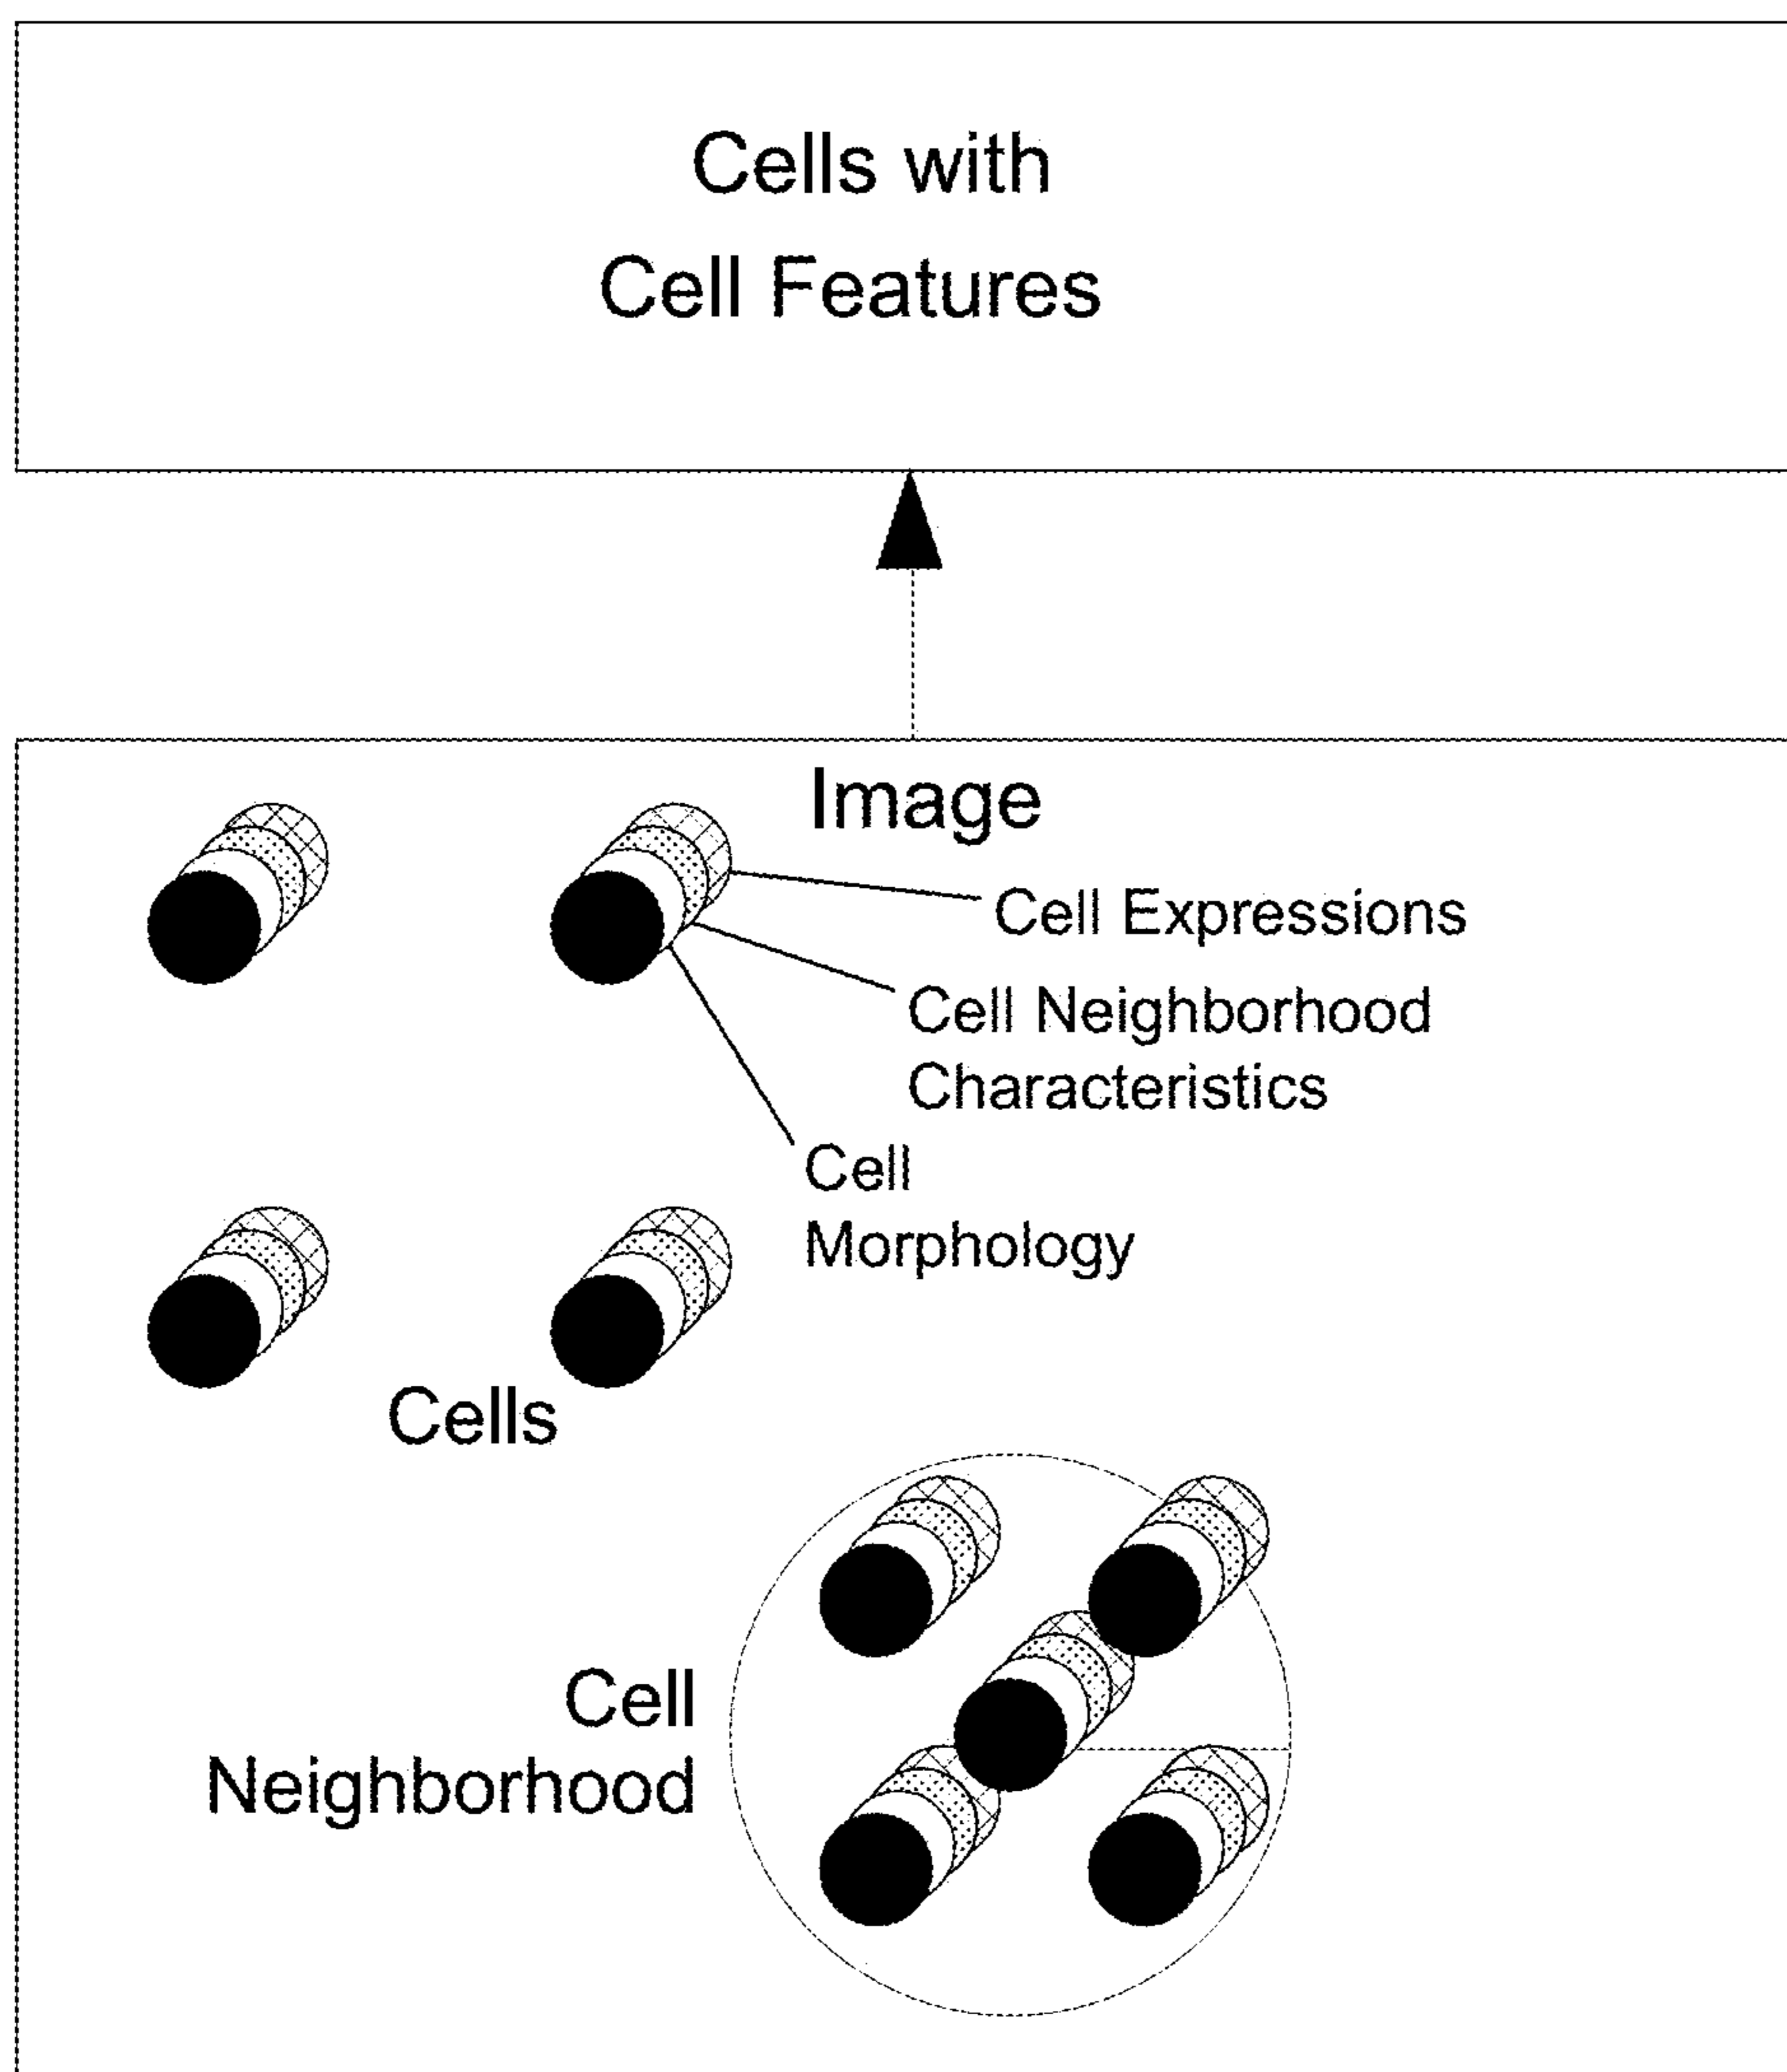 Cells with
Cell Features
Image
Cell Expressions
Cell Neighborhood
Characteristics
Cell
Morphology
Cells
Cell
Neighborhood